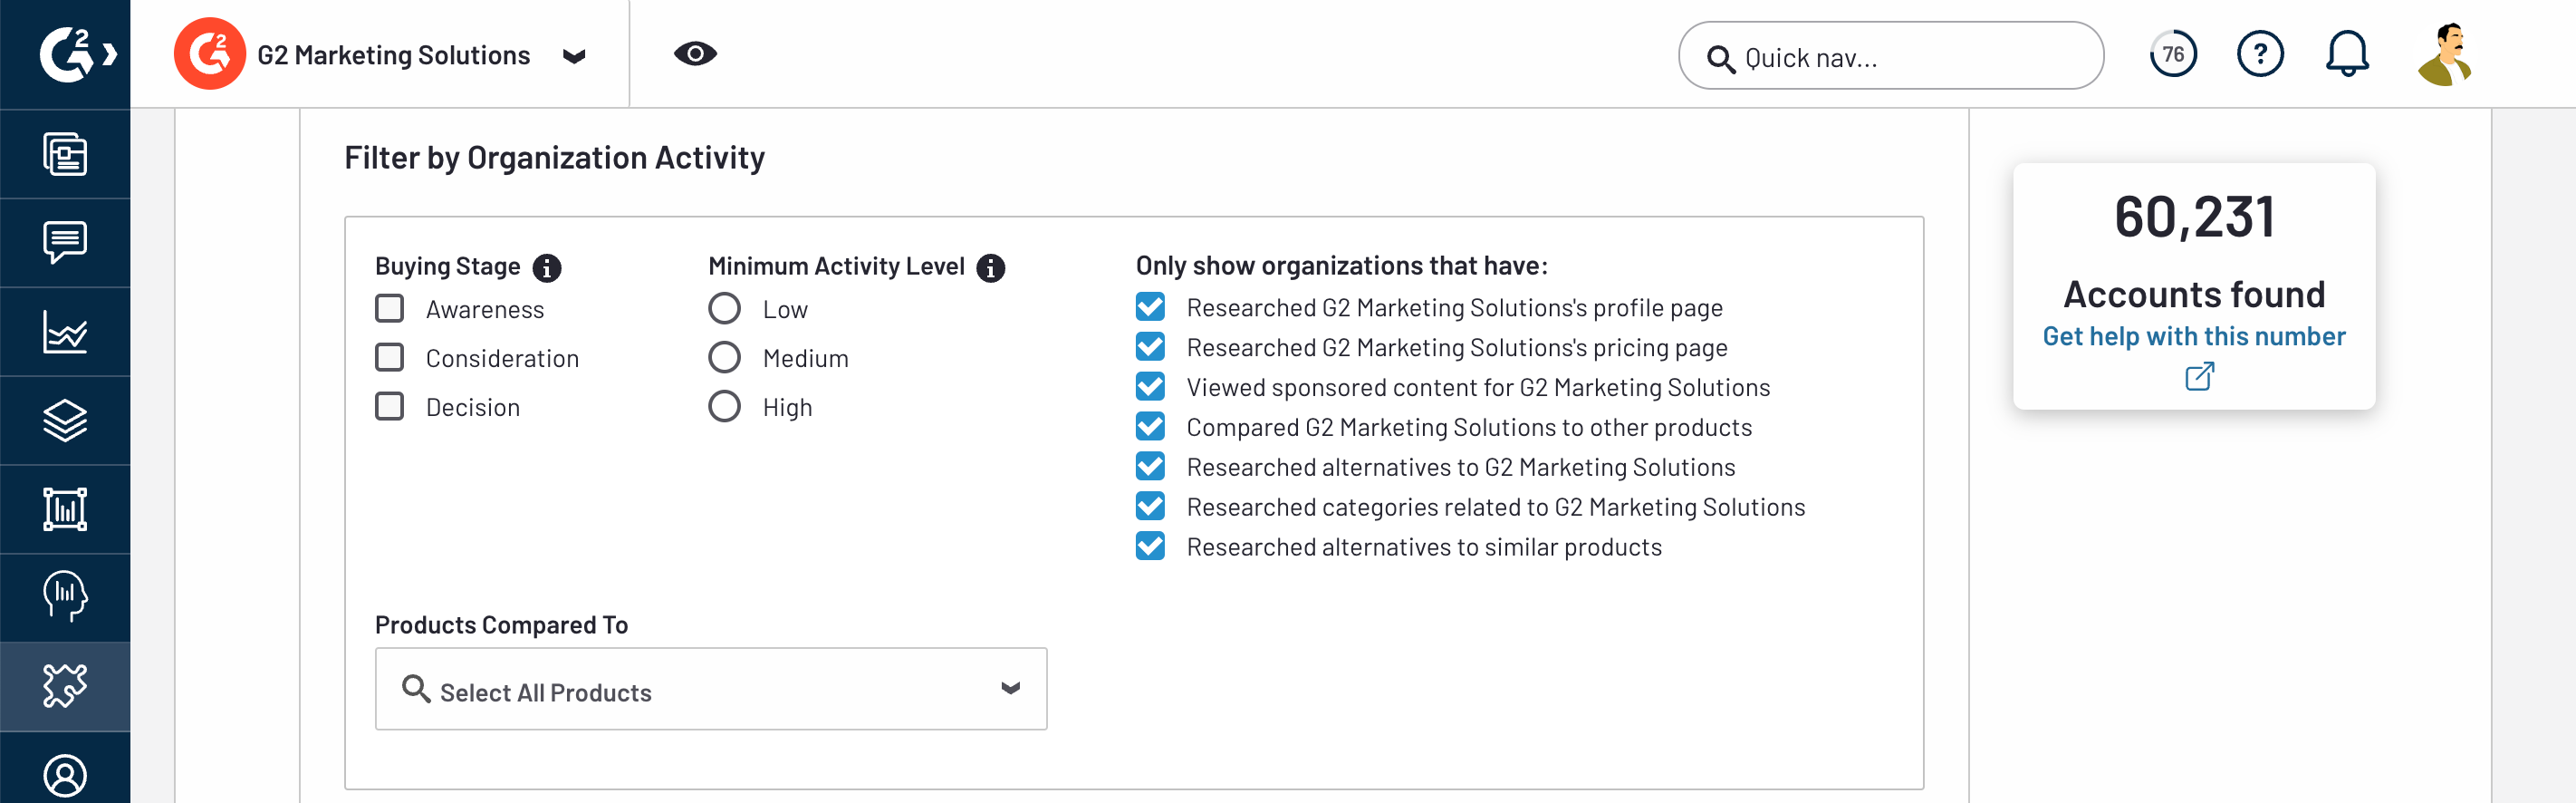 G2 Marketing Solutions
Quick nav...
76
?
Filter by Organization Activity
Buying Stage
Awareness
Consideration
Decision
Minimum Activity Level
Low
Medium
High
Only show organizations that have:
Researched G2 Marketing Solutions's profile page
Researched G2 Marketing Solutions's pricing page
Viewed sponsored content for G2 Marketing Solutions
Compared G2 Marketing Solutions to other products
Researched alternatives to G2 Marketing Solutions
Researched categories related to G2 Marketing Solutions
Researched alternatives to similar products
Products Compared To
Select All Products
60,231
Accounts found
Get help with this number